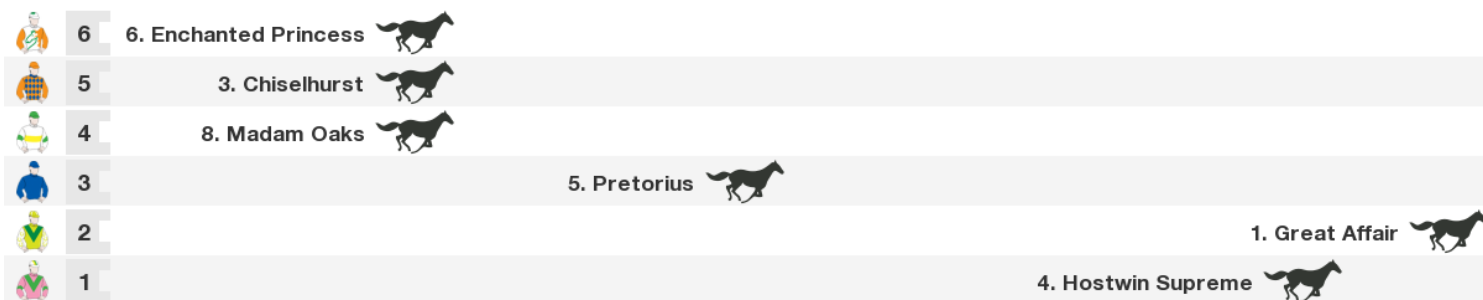 6 6. Enchanted Princess
5 3. Chiselhurst
4 8. Madam Oaks
3 5. Pretorius
2 1. Great Affair
1 4. Hostwin Supreme